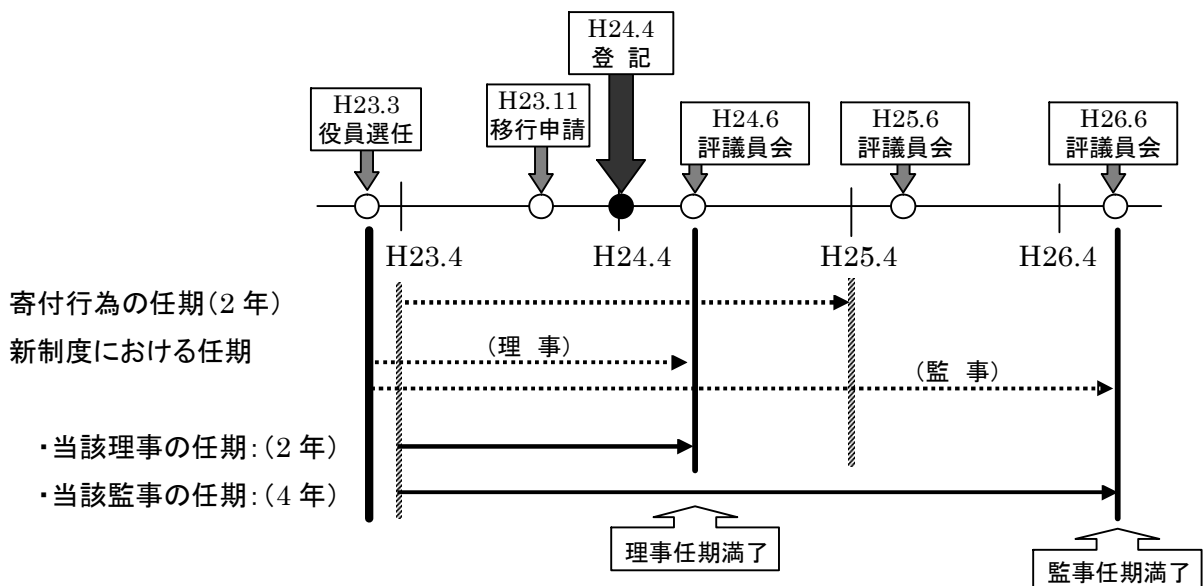 H24.4
登 記
H23.3
役員選任
H23.11
移行申請
H24.6
評議員会
H25.6
評議員会
H26.6
評議員会
H23.4
H24.4
H25.4
H26.4
寄付行為の任期(2 年)
新制度における任期
(理 事)
(監 事)
・当該理事の任期:(2 年)
・当該監事の任期:(4 年)
理事任期満了
監事任期満了